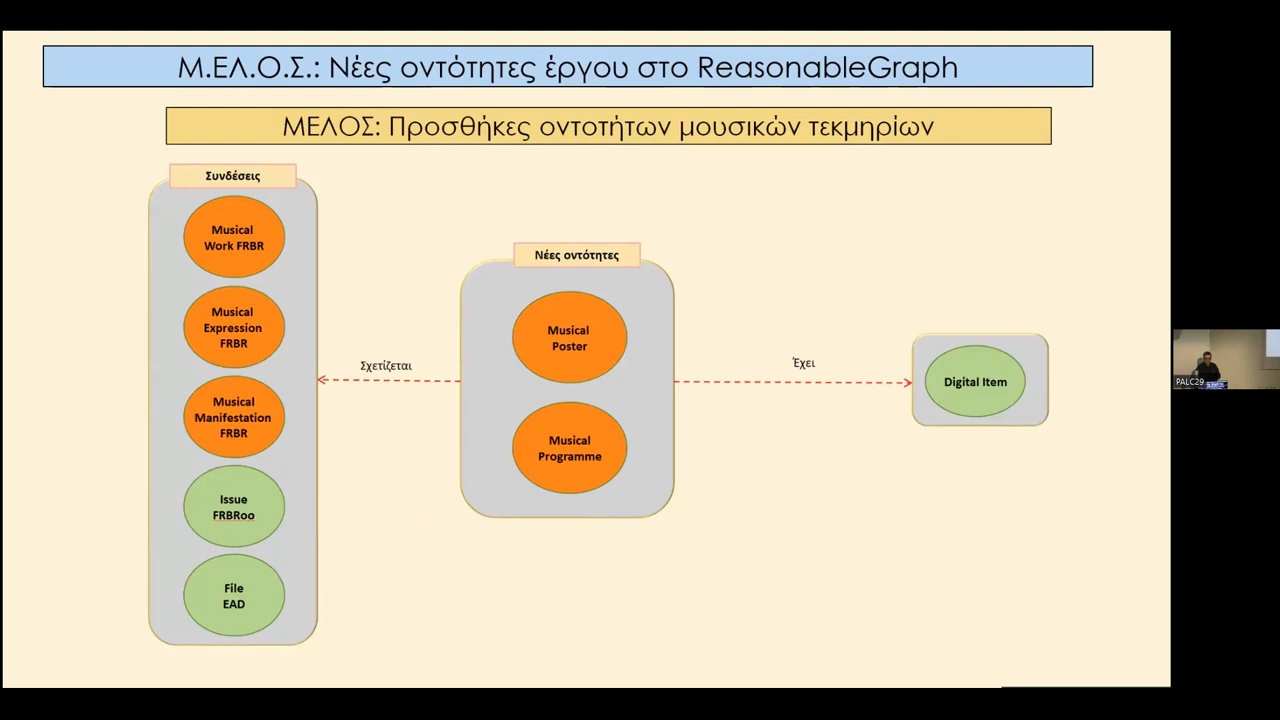 Μ.ΕΛ.Ο.Σ.: Νέες οντότητες έργου στο ReasonableGraph
ΜΕΛΟΣ: Προσθήκες οντοτήτων μουσικών τεκμηρίων
Συνδέσεις
Musical
Work FRBR
Musical
Expression
FRBR
Musical
Manifestation
FRBR
Issue
FRBRoo
File
EAD
Σχετίζεται
Νέες οντότητες
Musical
Poster
Musical
Programme
Έχει
Digital Item
PALC29